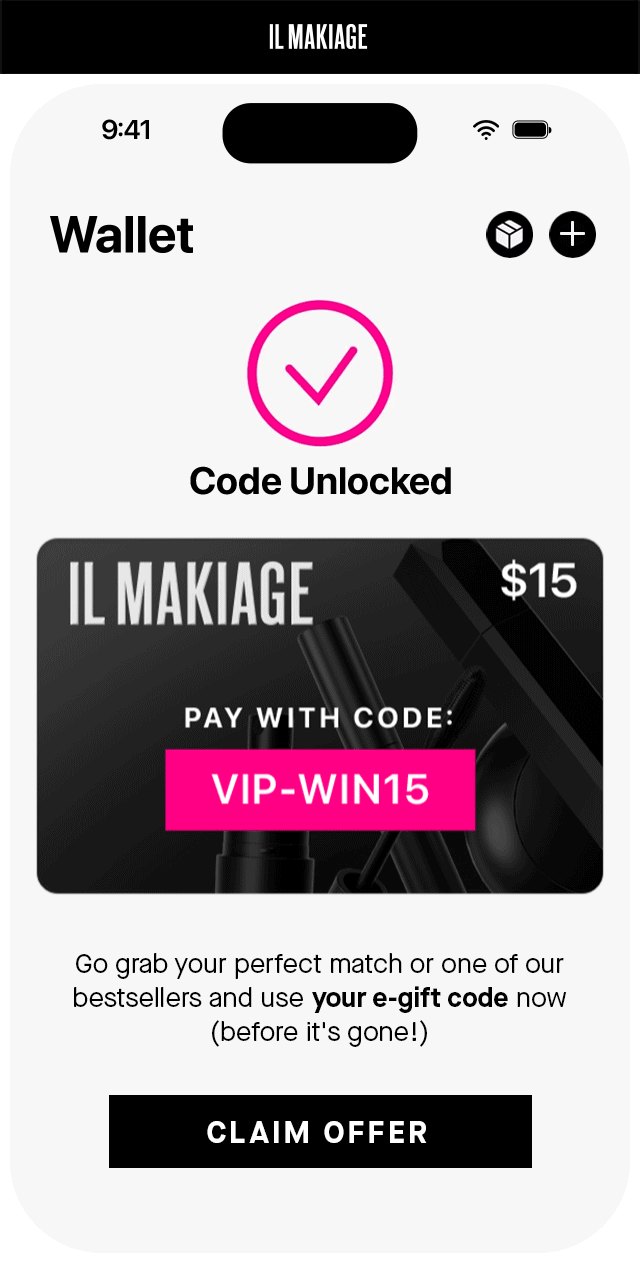 IL MAKIAGE
9:41
Wallet
Code Unlocked
IL MAKIAGE
$15
PAY WITH CODE:
VIP-WIN15
Go grab your perfect match or one of our
bestsellers and use your e-gift code now
(before it's gone!)
CLAIM OFFER